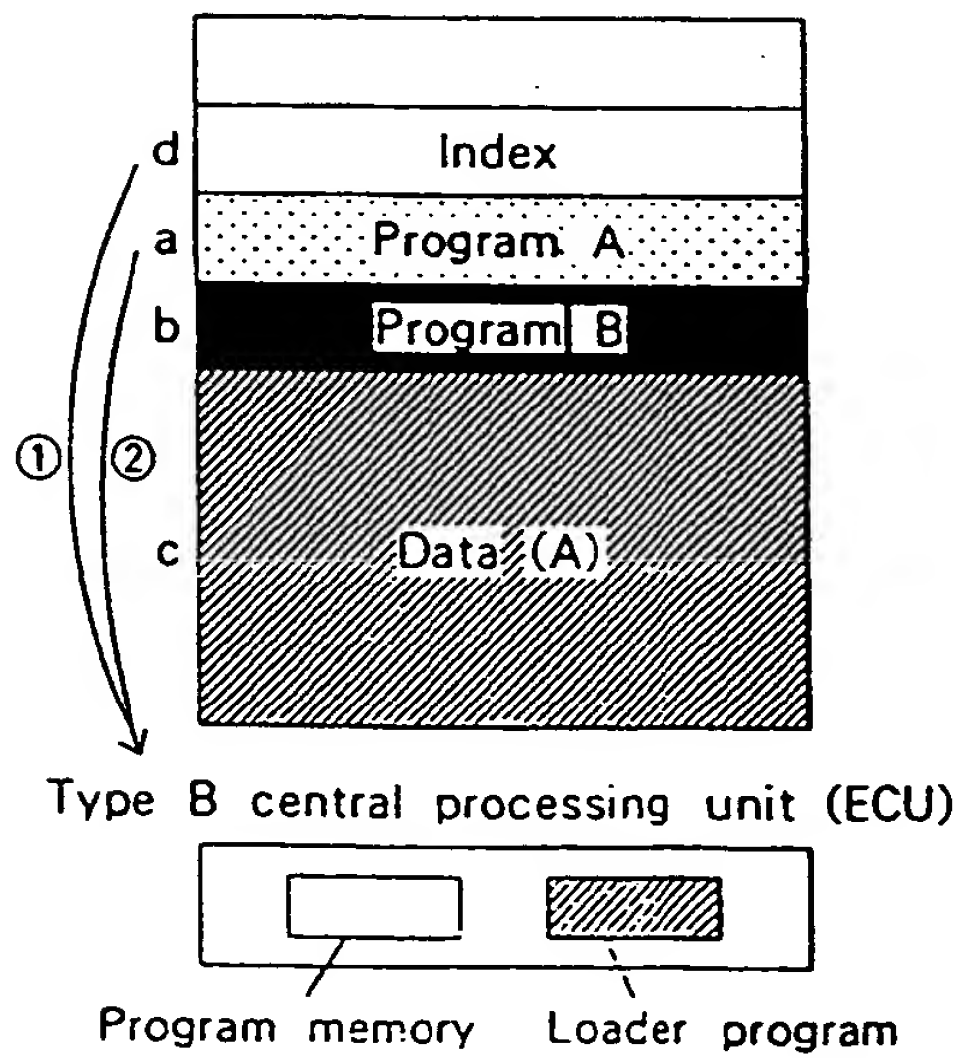 d Index
a Program A
b Program B
① ②
c Data (A)
Type B central processing unit (ECU)
Program memory Loader program